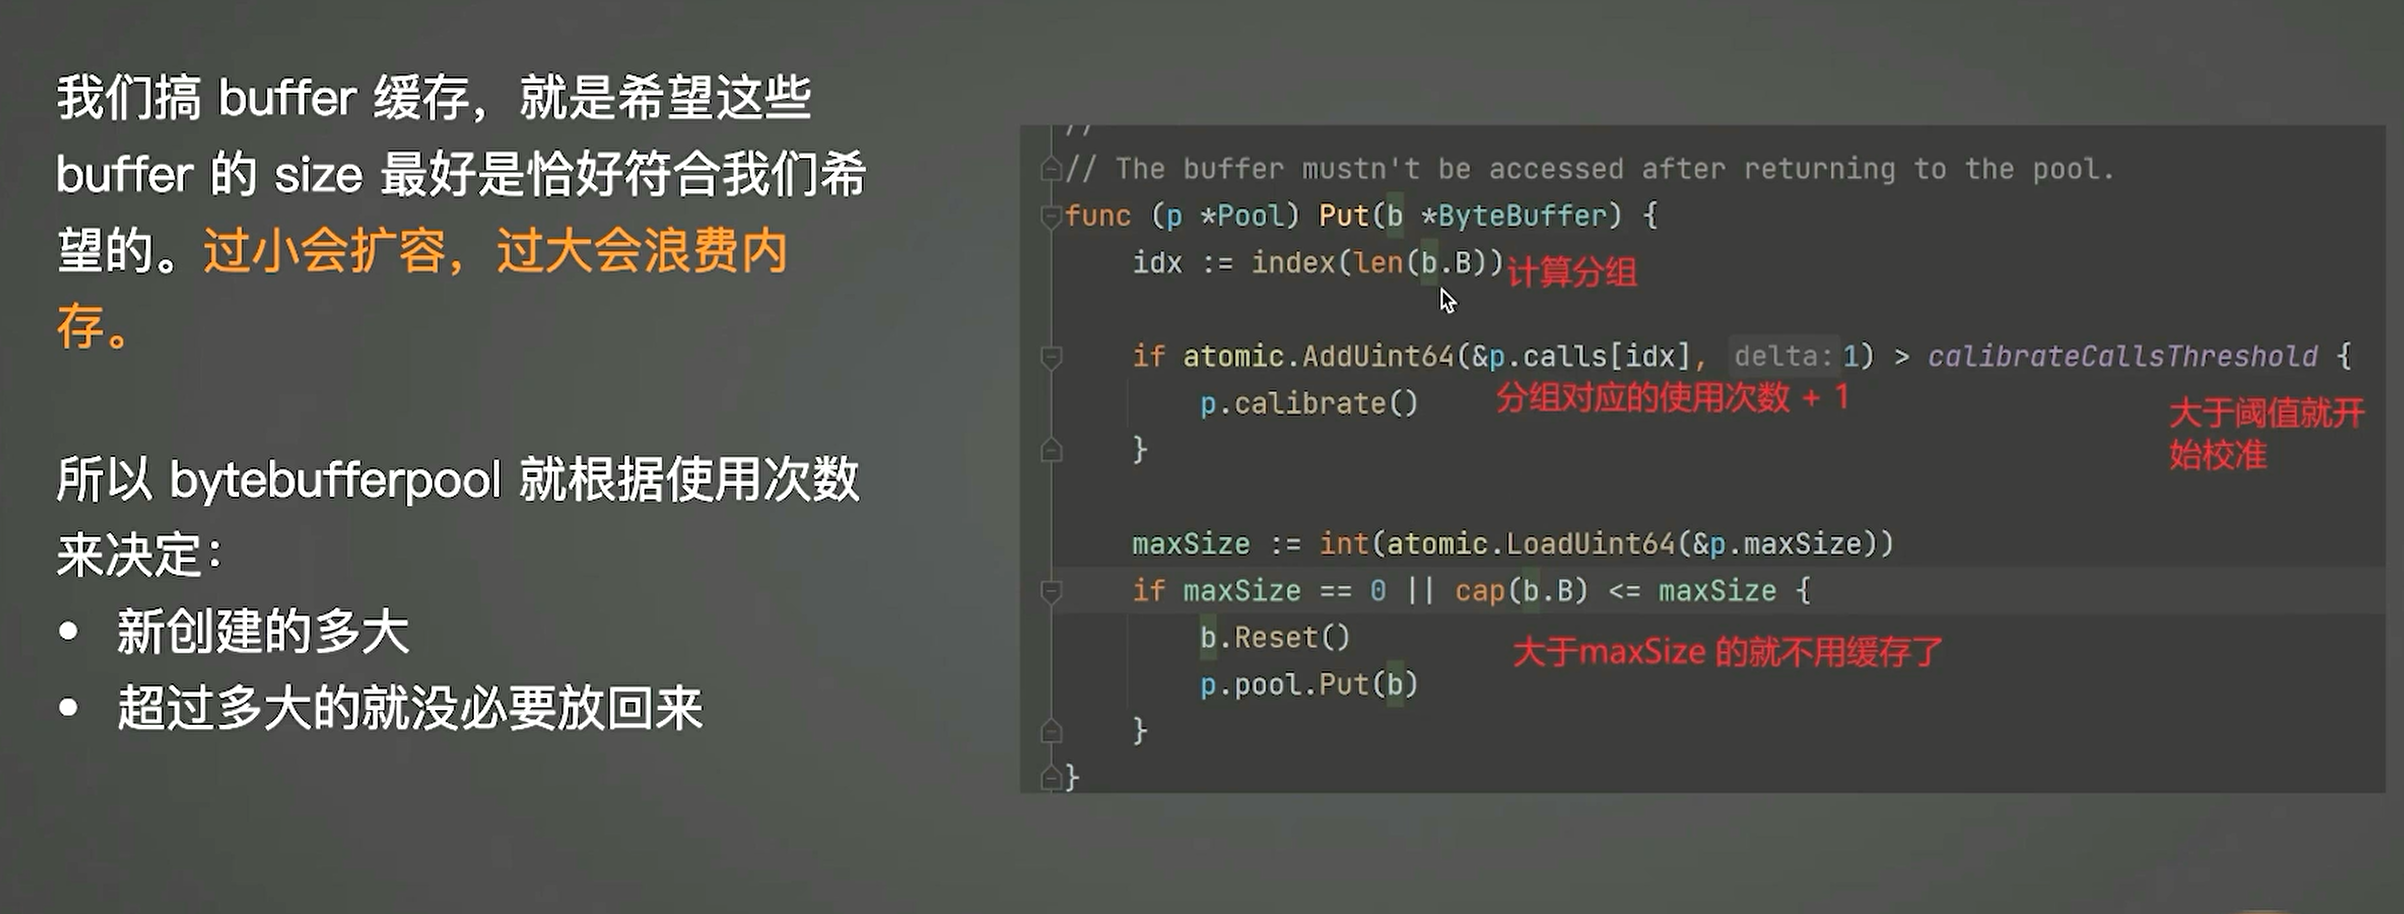 我们搞 buffer 缓存，就是希望这些
buffer 的 size 最好是恰好符合我们希
望的。过小会扩容，过大会浪费内
存。
所以 bytebufferpool 就根据使用次数
来决定：
• 新创建的多大
• 超过多大的就没必要放回来
//
// The buffer mustn't be accessed after returning to the pool.
func (p *Pool) Put(b *ByteBuffer) {
idx := index(len(b.B)) 计算分组
if atomic.AddUint64(&p.calls[idx], delta: 1) > calibrateCallsThreshold {
p.calibrate() 分组对应的使用次数 + 1
大于阈值就开
始校准
}
maxSize := int(atomic.LoadUint64(&p.maxSize))
if maxSize == 0 || cap(b.B) <= maxSize {
b.Reset() 大于maxSize 的就不用缓存了
p.pool.Put(b)
}
}